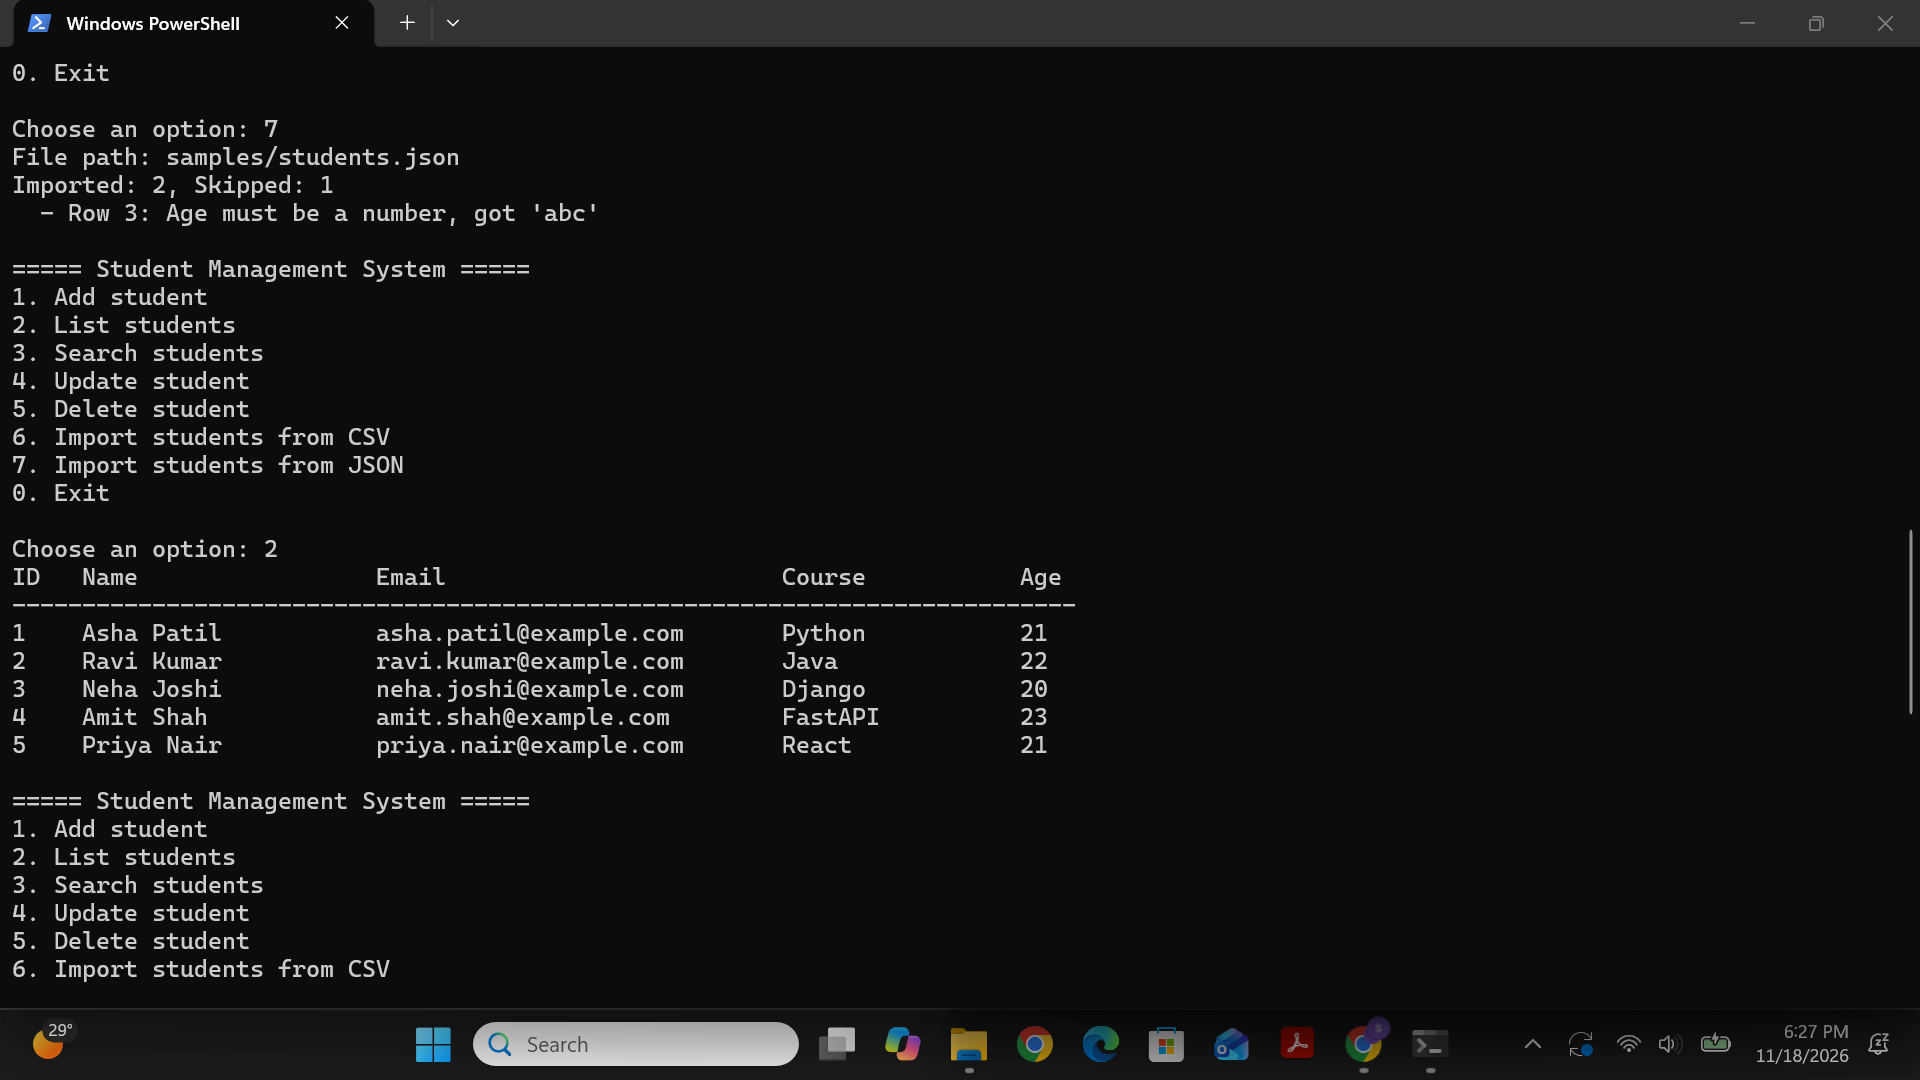 Windows PowerShell
0. Exit
Choose an option: 7
File path: samples/students.json
Imported: 2, Skipped: 1
  - Row 3: Age must be a number, got 'abc'
===== Student Management System =====
1. Add student
2. List students
3. Search students
4. Update student
5. Delete student
6. Import students from CSV
7. Import students from JSON
0. Exit
Choose an option: 2
ID   Name                 Email                        Course           Age
----------------------------------------------------------------------------
1    Asha Patil           asha.patil@example.com       Python           21
2    Ravi Kumar           ravi.kumar@example.com       Java             22
3    Neha Joshi           neha.joshi@example.com       Django           20
4    Amit Shah            amit.shah@example.com        FastAPI          23
5    Priya Nair           priya.nair@example.com       React            21
===== Student Management System =====
1. Add student
2. List students
3. Search students
4. Update student
5. Delete student
6. Import students from CSV
29°
Search
6:27 PM
11/18/2026